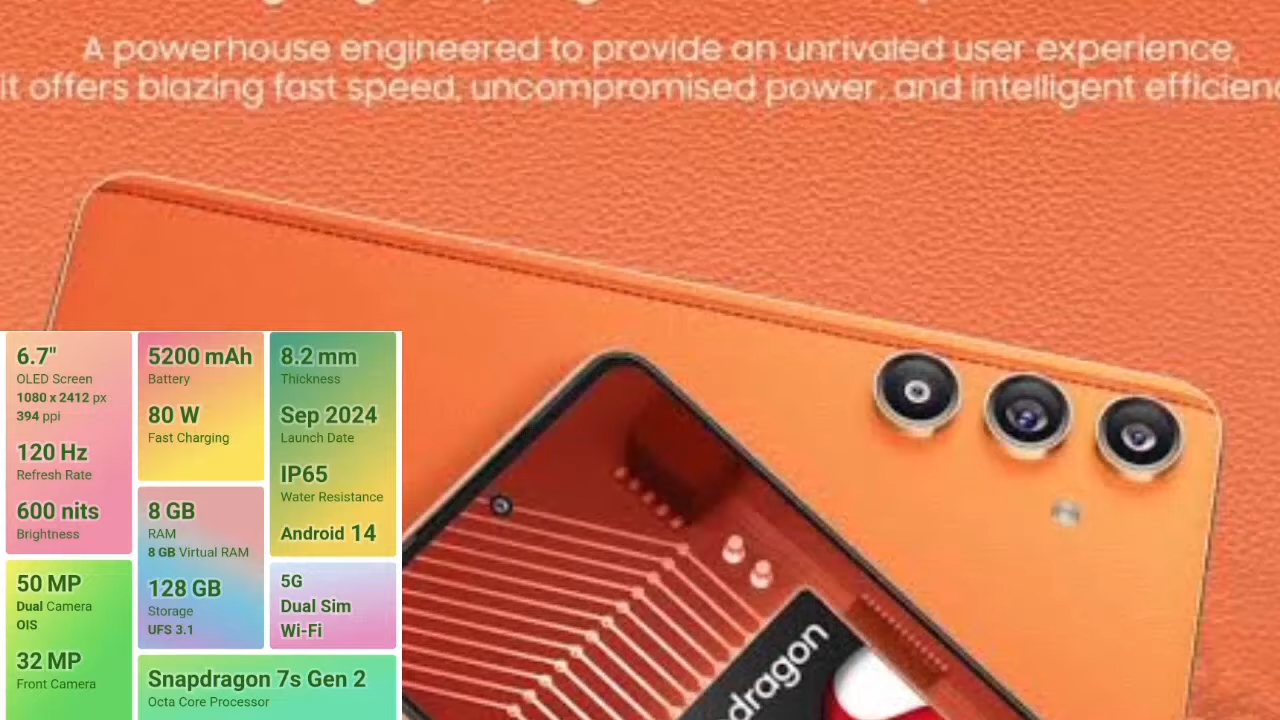 A powerhouse engineered to provide an unrivaled user experience,
it offers blazing fast speed, uncompromised power, and intelligent efficienc
6.7"
OLED Screen
1080 x 2412 px
394 ppi
120 Hz
Refresh Rate
600 nits
Brightness
50 MP
Dual Camera
OIS
32 MP
Front Camera
5200 mAh
Battery
80 W
Fast Charging
8 GB
RAM
8 GB Virtual RAM
128 GB
Storage
UFS 3.1
8.2 mm
Thickness
Sep 2024
Launch Date
IP65
Water Resistance
Android 14
5G
Dual Sim
Wi-Fi
Snapdragon 7s Gen 2
Octa Core Processor
dragon